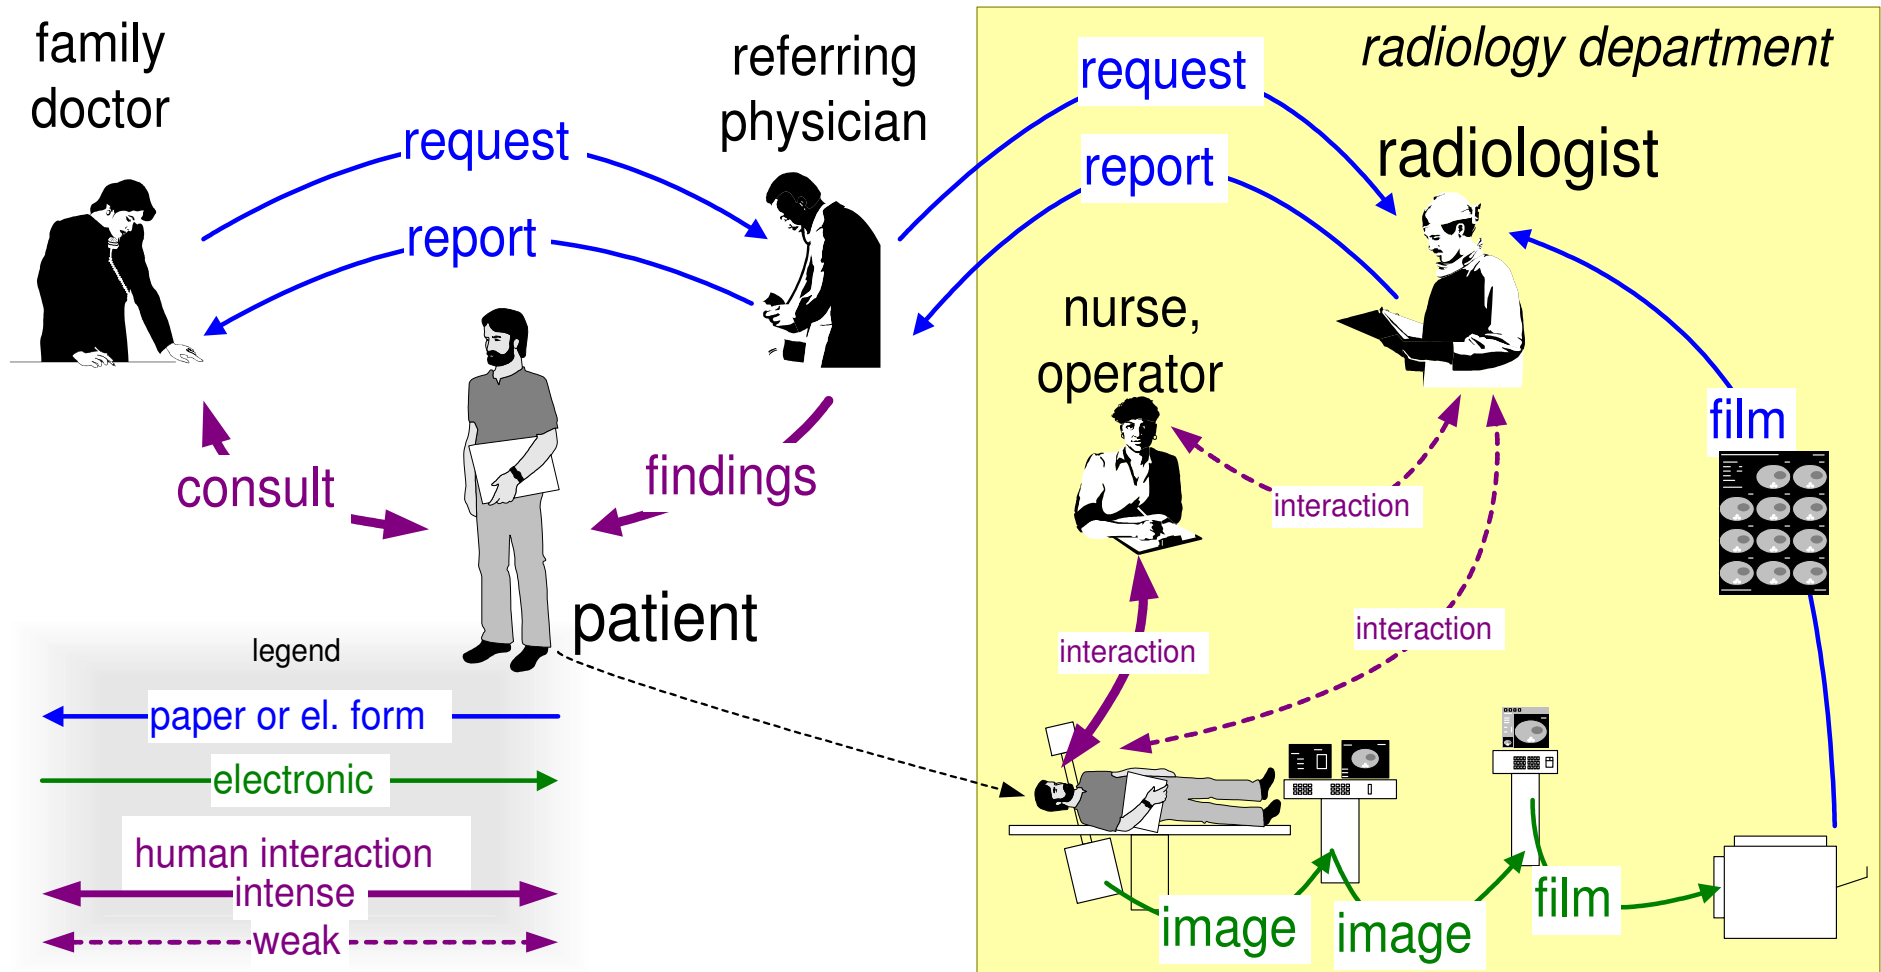 family
doctor
referring
physician
request
report
request
report
radiology department
radiologist
nurse,
operator
film
consult
findings
patient
interaction
interaction
interaction
image
image
film
legend
paper or el. form
electronic
human interaction
intense
weak